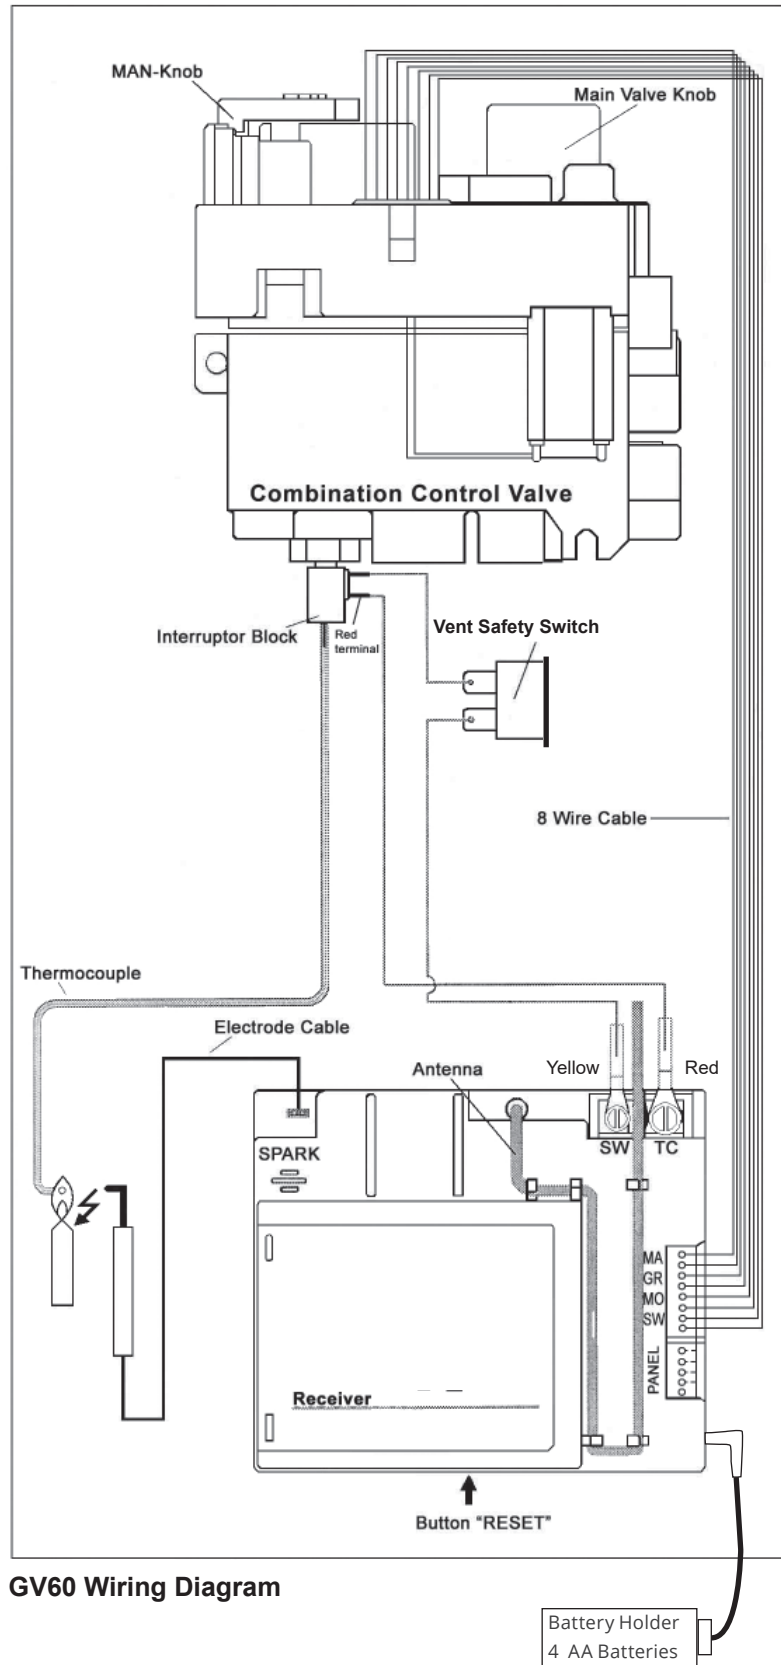 MAN-Knob
Main Valve Knob
Combination Control Valve
Interruptor Block
Red
terminal
Vent Safety Switch
8 Wire Cable
Thermocouple
Electrode Cable
Antenna
Yellow
Red
SPARK
SW
TC
MA
GR
MO
SW
PANEL
Receiver
Button "RESET"
GV60 Wiring Diagram
Battery Holder
4 AA Batteries